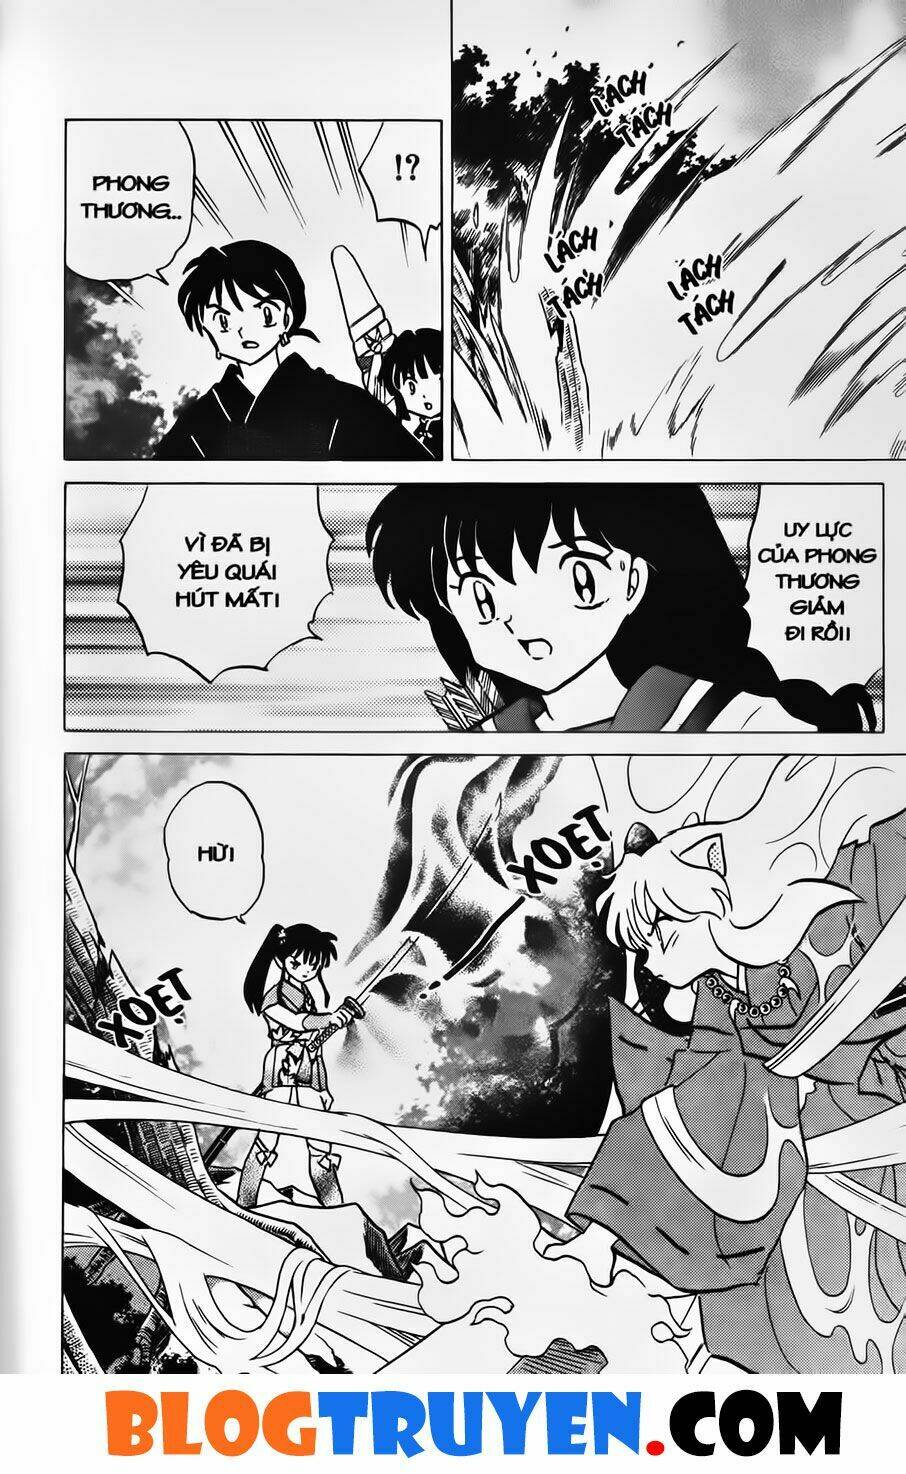 LÁCH
TÁCH
LÁCH
TÁCH
LÁCH
TÁCH
!?
PHONG
THƯƠNG...
UY LỰC
CỦA PHONG
THƯƠNG
GIẢM
ĐI RỒI!
VÌ ĐÃ BỊ
YÊU QUÁI
HÚT MẤT!
XOẸT
HỪ!
XOẸT
BLOGTRUYEN.COM